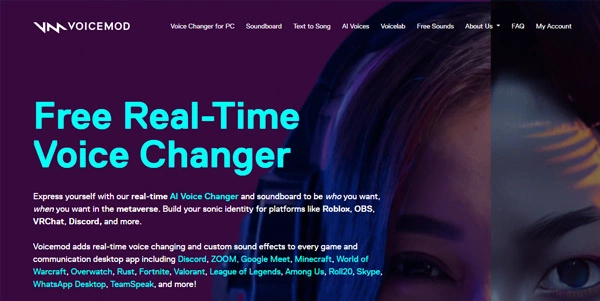 VOICEMOD
Voice Changer for PC Soundboard Text to Song AI Voices Voicelab Free Sounds About Us FAQ My Account
Free Real-Time
Voice Changer
Express yourself with our real-time AI Voice Changer and soundboard to be who you want,
when you want in the metaverse. Build your sonic identity for platforms like Roblox, OBS,
VRChat, Discord, and more.
Voicemod adds real-time voice changing and custom sound effects to every game and
communication desktop app including Discord, ZOOM, Google Meet, Minecraft, World of
Warcraft, Overwatch, Rust, Fortnite, Valorant, League of Legends, Among Us, Roll20, Skype,
WhatsApp Desktop, TeamSpeak, and more!